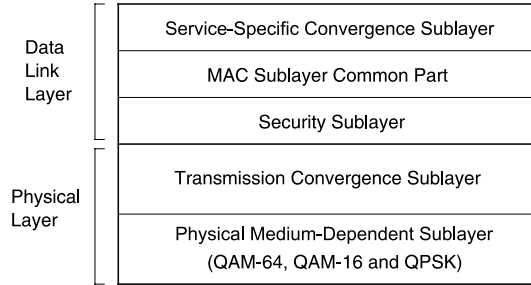 Data
Link
Layer
Service-Specific Convergence Sublayer
MAC Sublayer Common Part
Security Sublayer
Physical
Layer
Transmission Convergence Sublayer
Physical Medium-Dependent Sublayer
(QAM-64, QAM-16 and QPSK)